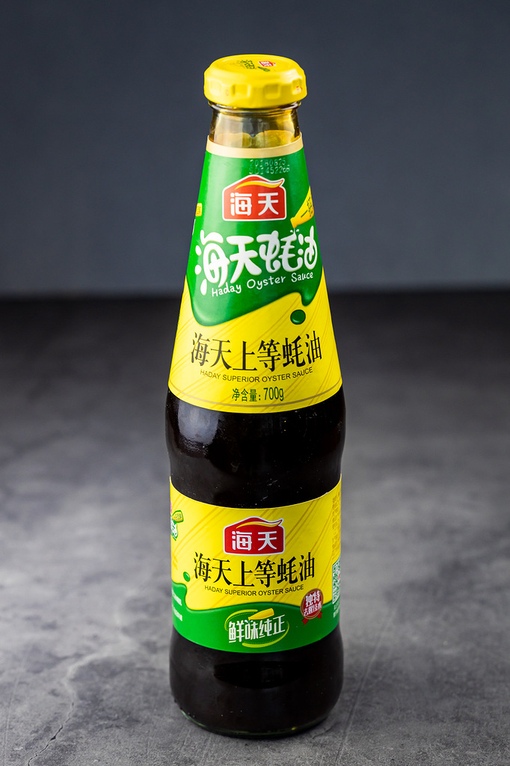 海天
海天蚝油
Haday Oyster Sauce
海天上等蚝油
HADAY SUPERIOR OYSTER SAUCE
净含量:700g
海天
海天上等蚝油
HADAY SUPERIOR OYSTER SAUCE
独特
鲜味纯正